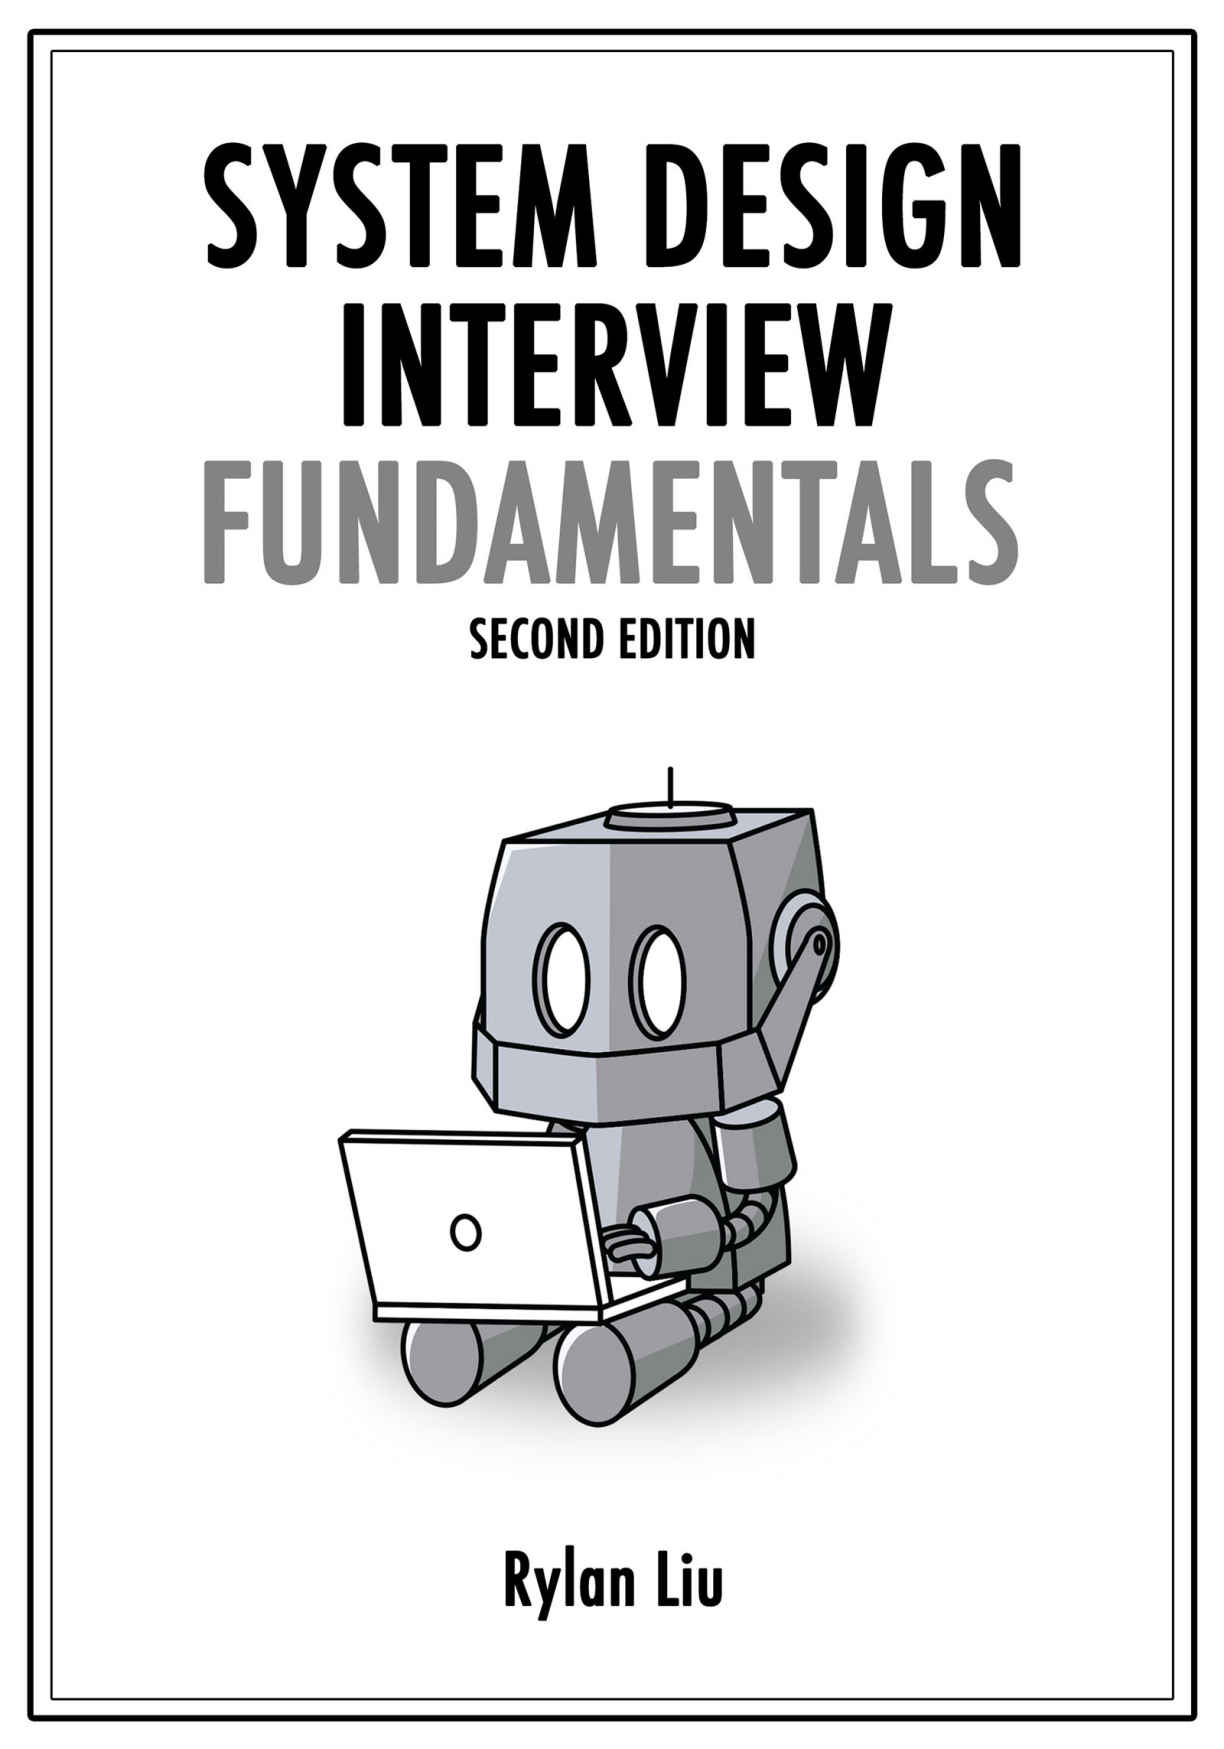 SYSTEM DESIGN
INTERVIEW
FUNDAMENTALS
SECOND EDITION
Rylan Liu